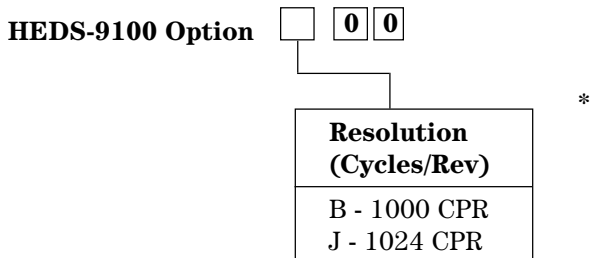 HEDS-9100 Option 0 0
*
Resolution
(Cycles/Rev)
B - 1000 CPR
J - 1024 CPR